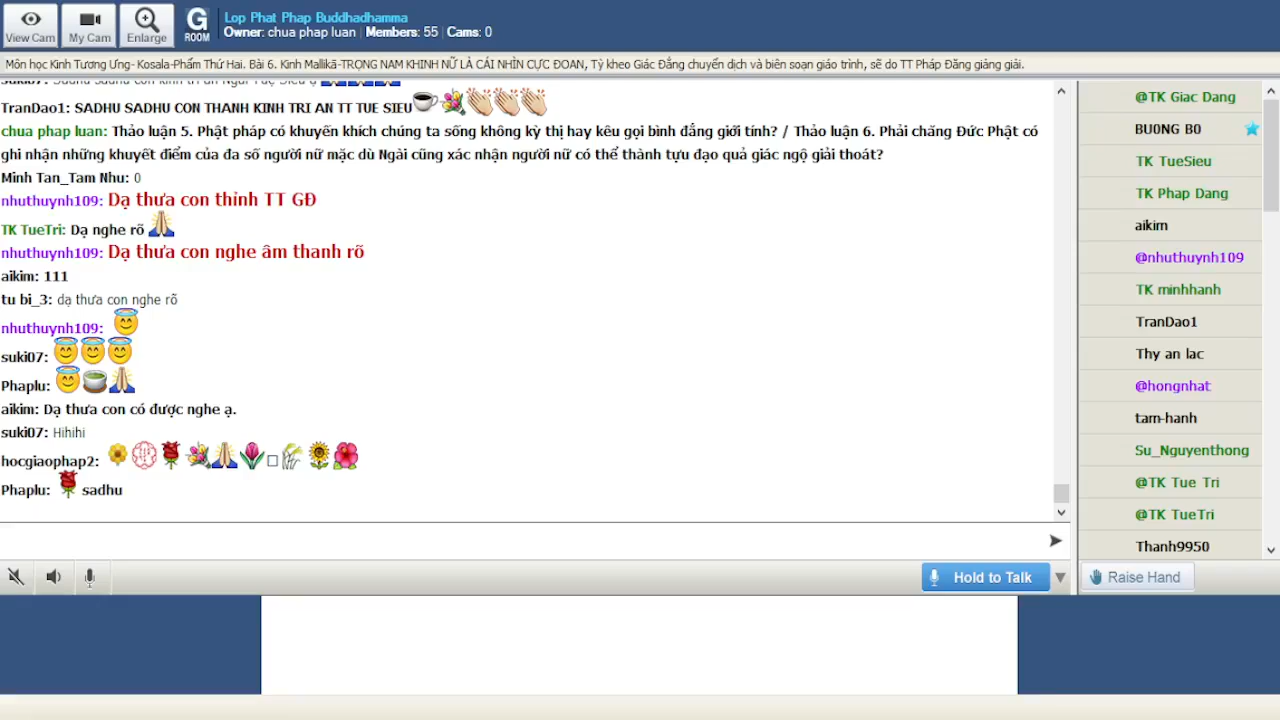 View Cam
My Cam
Enlarge
G
ROOM
Lop Phat Phap Buddhadhamma
Owner: chua phap luan | Members: 55 | Cams: 0
Môn học Kinh Tương Ưng- Kosala-Phẩm Thứ Hai. Bài 6. Kinh Mallikā-TRỌNG NAM KHINH NỮ LÀ CÁI NHÌN CỰC ĐOAN, Tỳ kheo Giác Đẳng chuyển dịch và biên soạn giáo trình, sẽ do TT Pháp Đăng giảng giải.
TranDao1: SADHU SADHU CON THANH KINH TRI AN TT TUE SIEU
chua phap luan: Thảo luận 5. Phật pháp có khuyến khích chúng ta sống không kỳ thị hay kêu gọi bình đẳng giới tính? / Thảo luận 6. Phải chăng Đức Phật có
ghi nhận những khuyết điểm của đa số người nữ mặc dù Ngài cũng xác nhận người nữ có thể thành tựu đạo quả giác ngộ giải thoát?
Minh Tan_Tam Nhu: 0
nhuthuynh109: Dạ thưa con thỉnh TT GĐ
TK TueTri: Dạ nghe rõ
nhuthuynh109: Dạ thưa con nghe âm thanh rõ
aikim: 111
tu bi_3: dạ thưa con nghe rõ
nhuthuynh109:
suki07:
Phaplu:
aikim: Dạ thưa con có được nghe ạ.
suki07: Hihihi
hocgiaophap2:
Phaplu: sadhu
Hold to Talk
@TK Giac Dang
BU0NG B0
TK TueSieu
TK Phap Dang
aikim
@nhuthuynh109
TK minhhanh
TranDao1
Thy an lac
@hongnhat
tam-hanh
Su_Nguyenthong
@TK Tue Tri
@TK TueTri
Thanh9950
Raise Hand